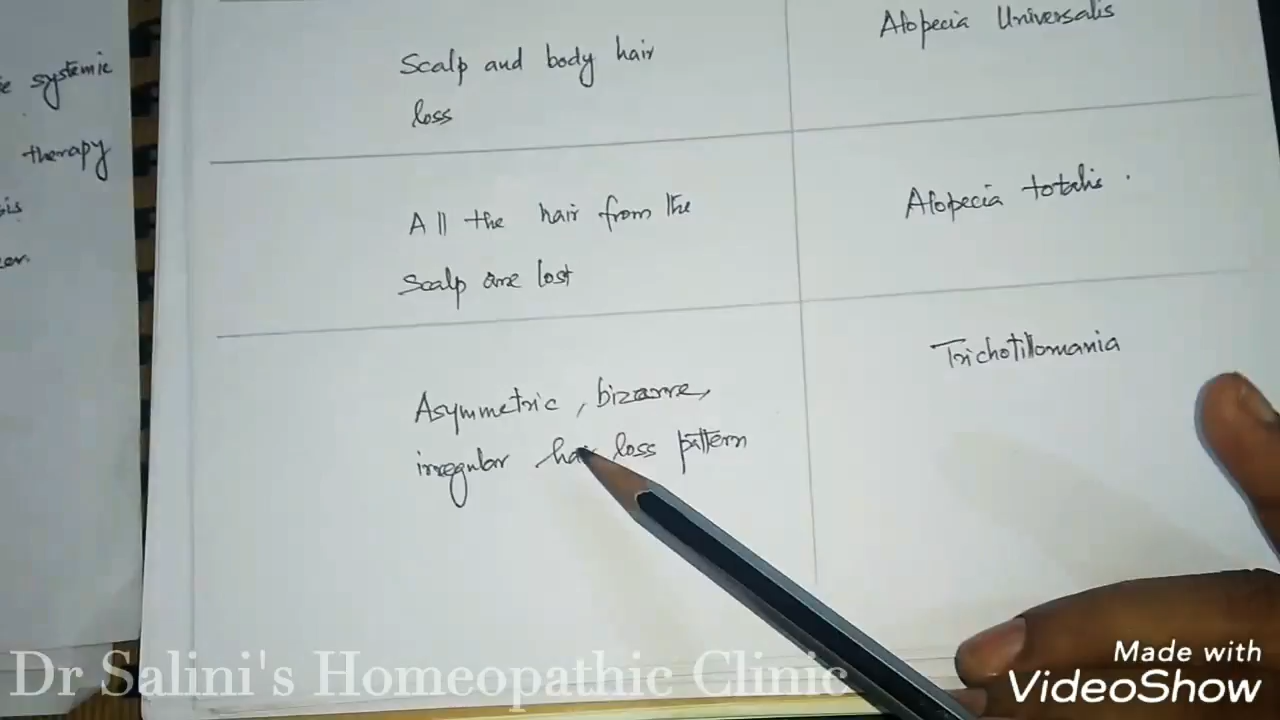 ic systemic
therapy
Scalp and body hair
loss
Alopecia Universalis
All the hair from the
Scalp are lost
Alopecia totalis.
Asymmetric, bizarre,
irregular hair loss pattern
Trichotillomania
Dr Salini's Homeopathic Clinic
Made with
VideoShow